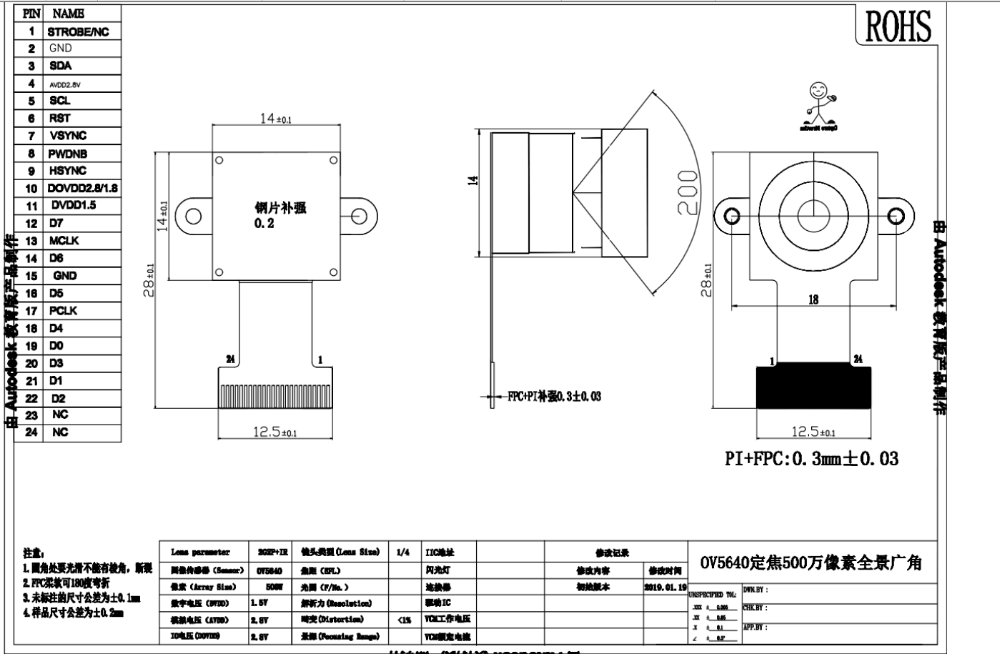 PIN NAME
1 STROBE/NC
2 GND
3 SDA
4 AVDD2.8V
5 SCL
6 RST
7 VSYNC
8 PWDNB
9 HSYNC
10 DOVDD2.8/1.8
11 DVDD1.5
12 D7
13 MCLK
14 D6
15 GND
16 D5
17 PCLK
18 D4
19 D0
20 D3
21 D1
22 D2
23 NC
24 NC
由 Autodesk 教育版产品制作
ROHS
14±0.1
14±0.1
28±0.1
钢片补强
0.2
24 1
12.5±0.1
14
200
FPC+PI补强0.3±0.03
28±0.1
18
1 24
12.5±0.1
PI+FPC:0.3mm±0.03
由 Autodesk 教育版产品制作
注意:
1.圆角处要光滑不能有棱角,断裂
2.FPC柔软可180度弯折
3.未标注的尺寸公差为±0.1mm
4.样品尺寸公差为±0.2mm
Lens parameter 2G3P+IR 镜头类型(Lens Size) 1/4 IIC地址 修改记录
图像传感器(Sensor) OV5640 焦距(EFL) 闪光灯 修改内容 修改时间
像素(Array Size) 500W 光圈(F/No.) 连接器 初始版本 2019.01.19
数字电压(DVDD) 1.5V 解析力(Resolution) 驱动IC
模拟电压(AVDD) 2.8V 畸变(Distortion) <1% VCM工作电压
IO电压(DOVDD) 2.8V 景深(Focusing Range) VCM额定电流
OV5640定焦500万像素全景广角
UNSPECIFIED TOL:
.XXX ± 0.005
.XX ± 0.05
.X ± 0.1
DWN.BY :
CHK.BY :
APP.BY :